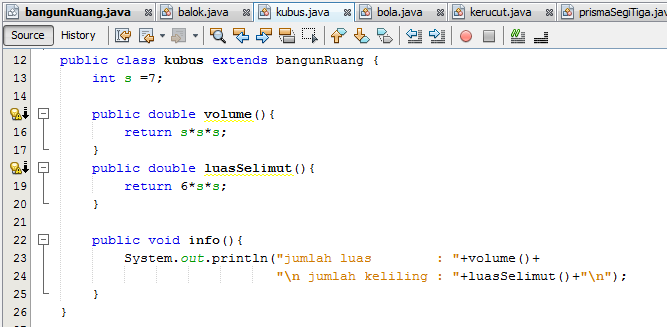 bangunRuang.java balok.java kubus.java bola.java kerucut.java prismaSegiTiga.java
Source History
12 public class kubus extends bangunRuang {
13 int s =7;
14
public double volume(){
16 return s*s*s;
17 }
public double luasSelimut(){
19 return 6*s*s;
20 }
21
22 public void info(){
23 System.out.println("jumlah luas : "+volume()+
24 "\n jumlah keliling : "+luasSelimut()+"\n");
25 }
26 }